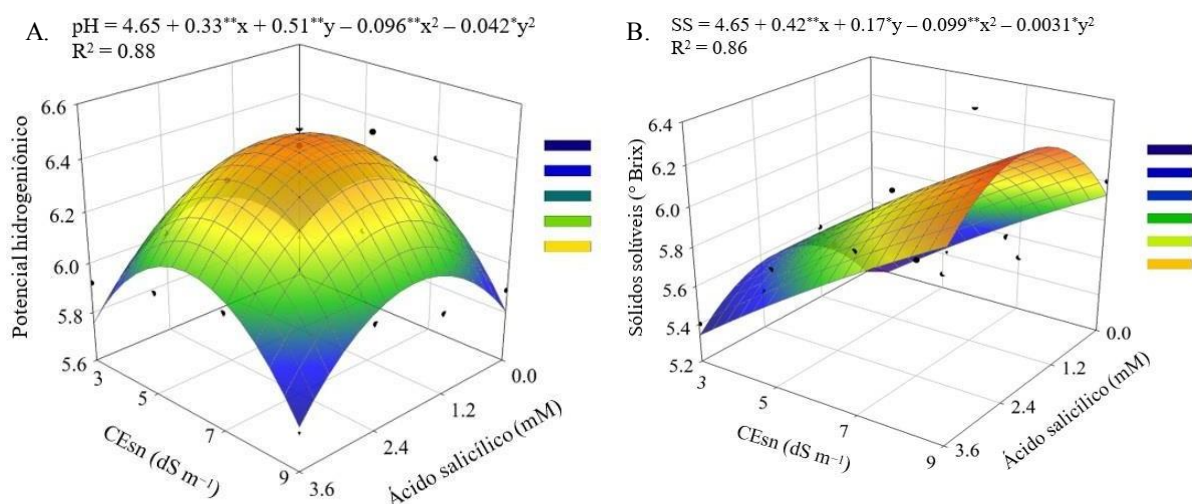 A. pH = 4.65 + 0.33**x + 0.51**y – 0.096**x² – 0.042*y²
R² = 0.88
6.6
6.4
6.2
6.0
5.8
5.6
Potencial hidrogeniônico
3
5
7
9
CEsn (dS m⁻¹)
0.0
1.2
2.4
3.6
Ácido salicílico (mM)
B. SS = 4.65 + 0.42**x + 0.17*y – 0.099**x² – 0.0031*y²
R² = 0.86
6.4
6.2
6.0
5.8
5.6
5.4
5.2
Sólidos solúveis (° Brix)
3
5
7
9
CEsn (dS m⁻¹)
0.0
1.2
2.4
3.6
Ácido salicílico (mM)